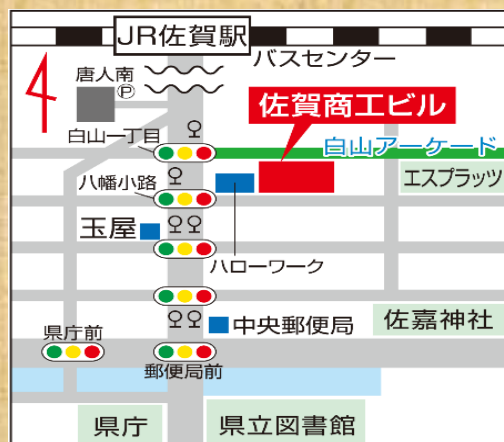 JR佐賀駅
バスセンター
唐人南
P
佐賀商工ビル
白山一丁目
白山アーケード
八幡小路
エスプラッツ
玉屋
ハローワーク
中央郵便局
佐嘉神社
県庁前
郵便局前
県庁
県立図書館